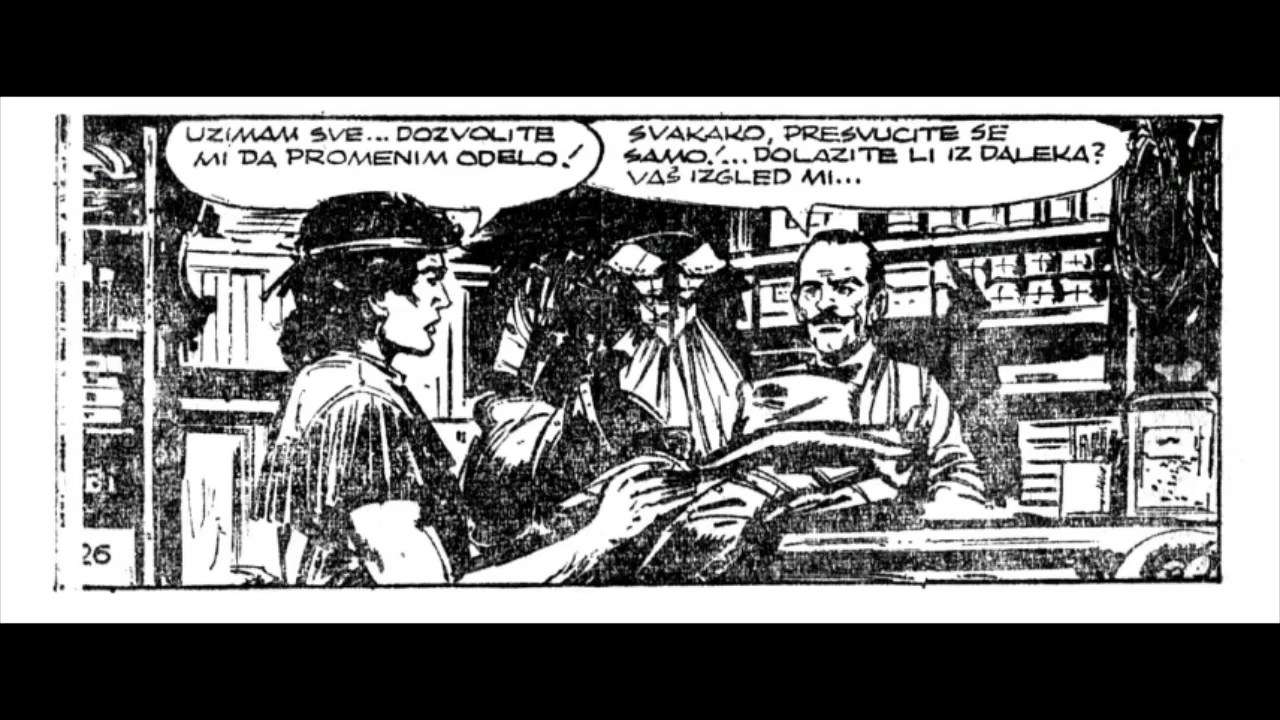 UZIMAM SVE... DOZVOLITE
MI DA PROMENIM ODELO!
SVAKAKO, PRESVUCITE SE
SAMO!... DOLAZITE LI IZ DALEKA?
VAŠ IZGLED MI...
26